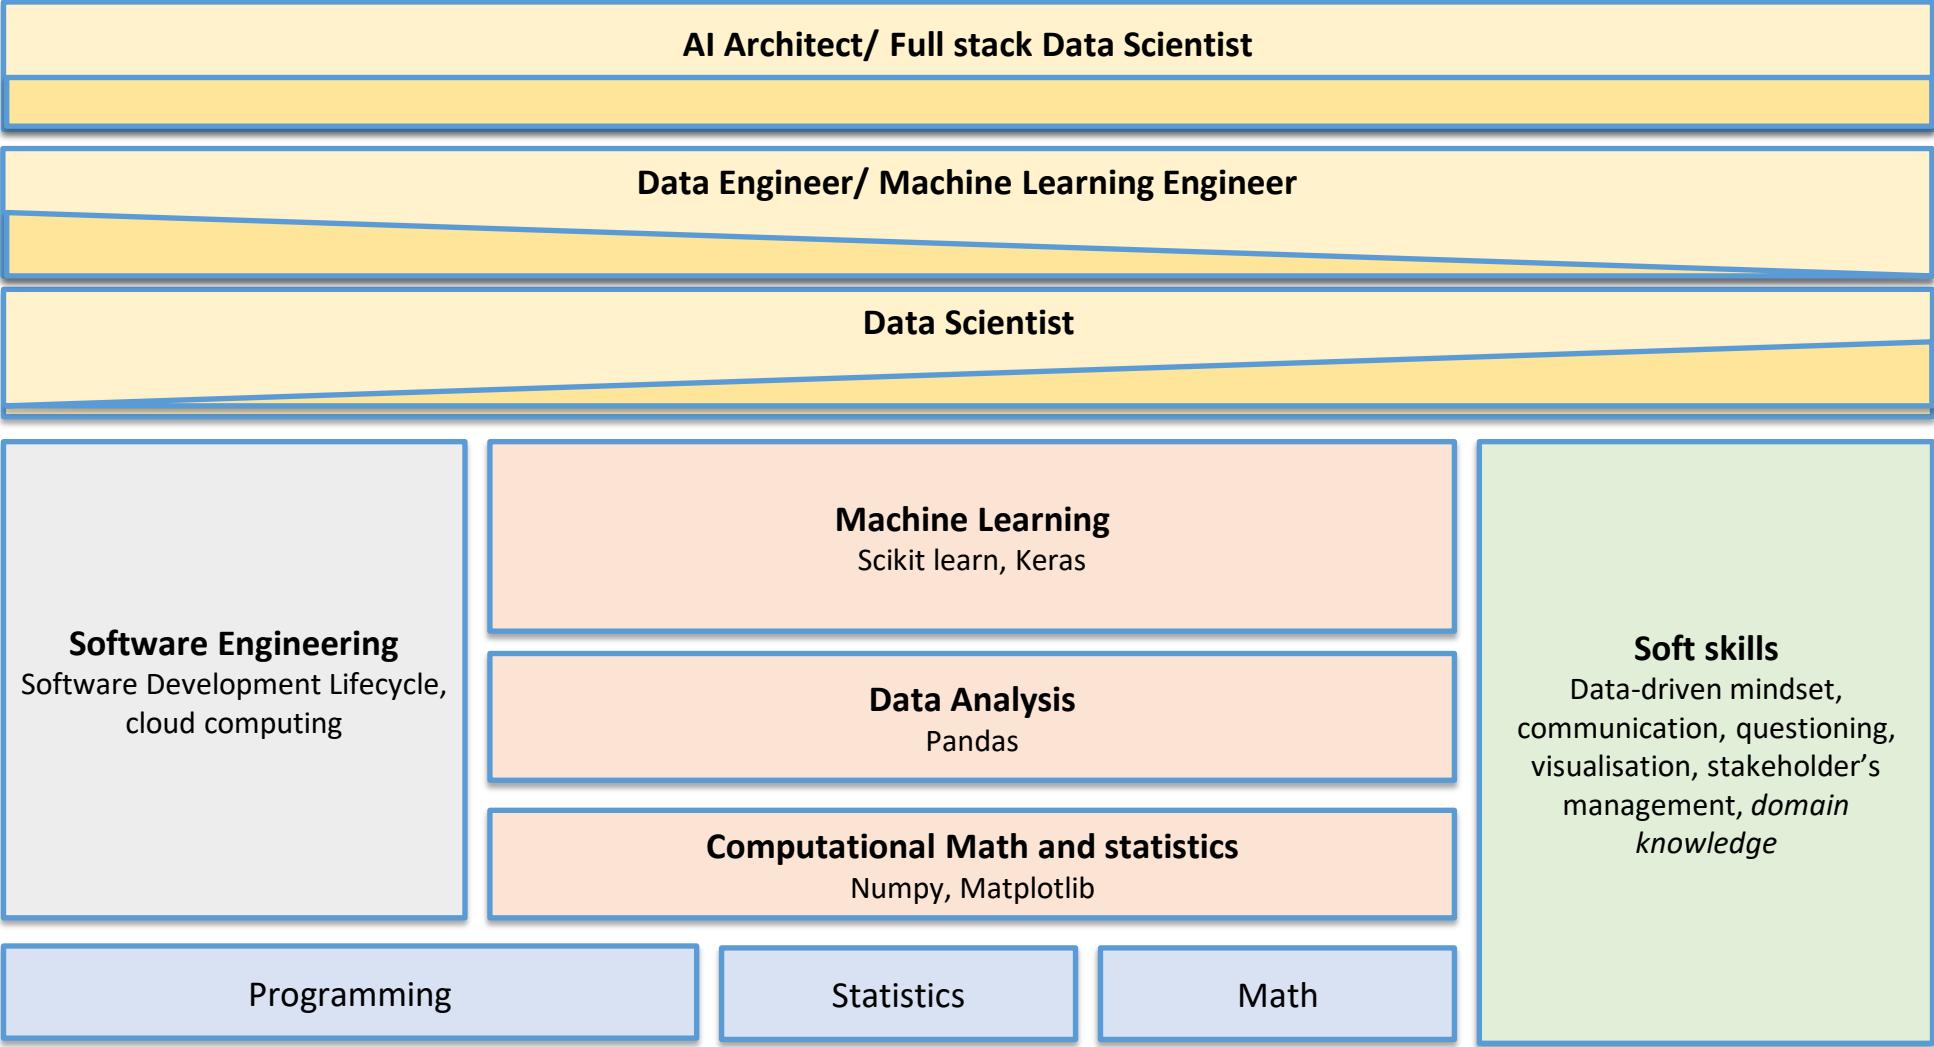 AI Architect/ Full stack Data Scientist
Data Engineer/ Machine Learning Engineer
Data Scientist
Software Engineering
Software Development Lifecycle,
cloud computing
Machine Learning
Scikit learn, Keras
Data Analysis
Pandas
Computational Math and statistics
Numpy, Matplotlib
Soft skills
Data-driven mindset,
communication, questioning,
visualisation, stakeholder’s
management, domain
knowledge
Programming
Statistics
Math